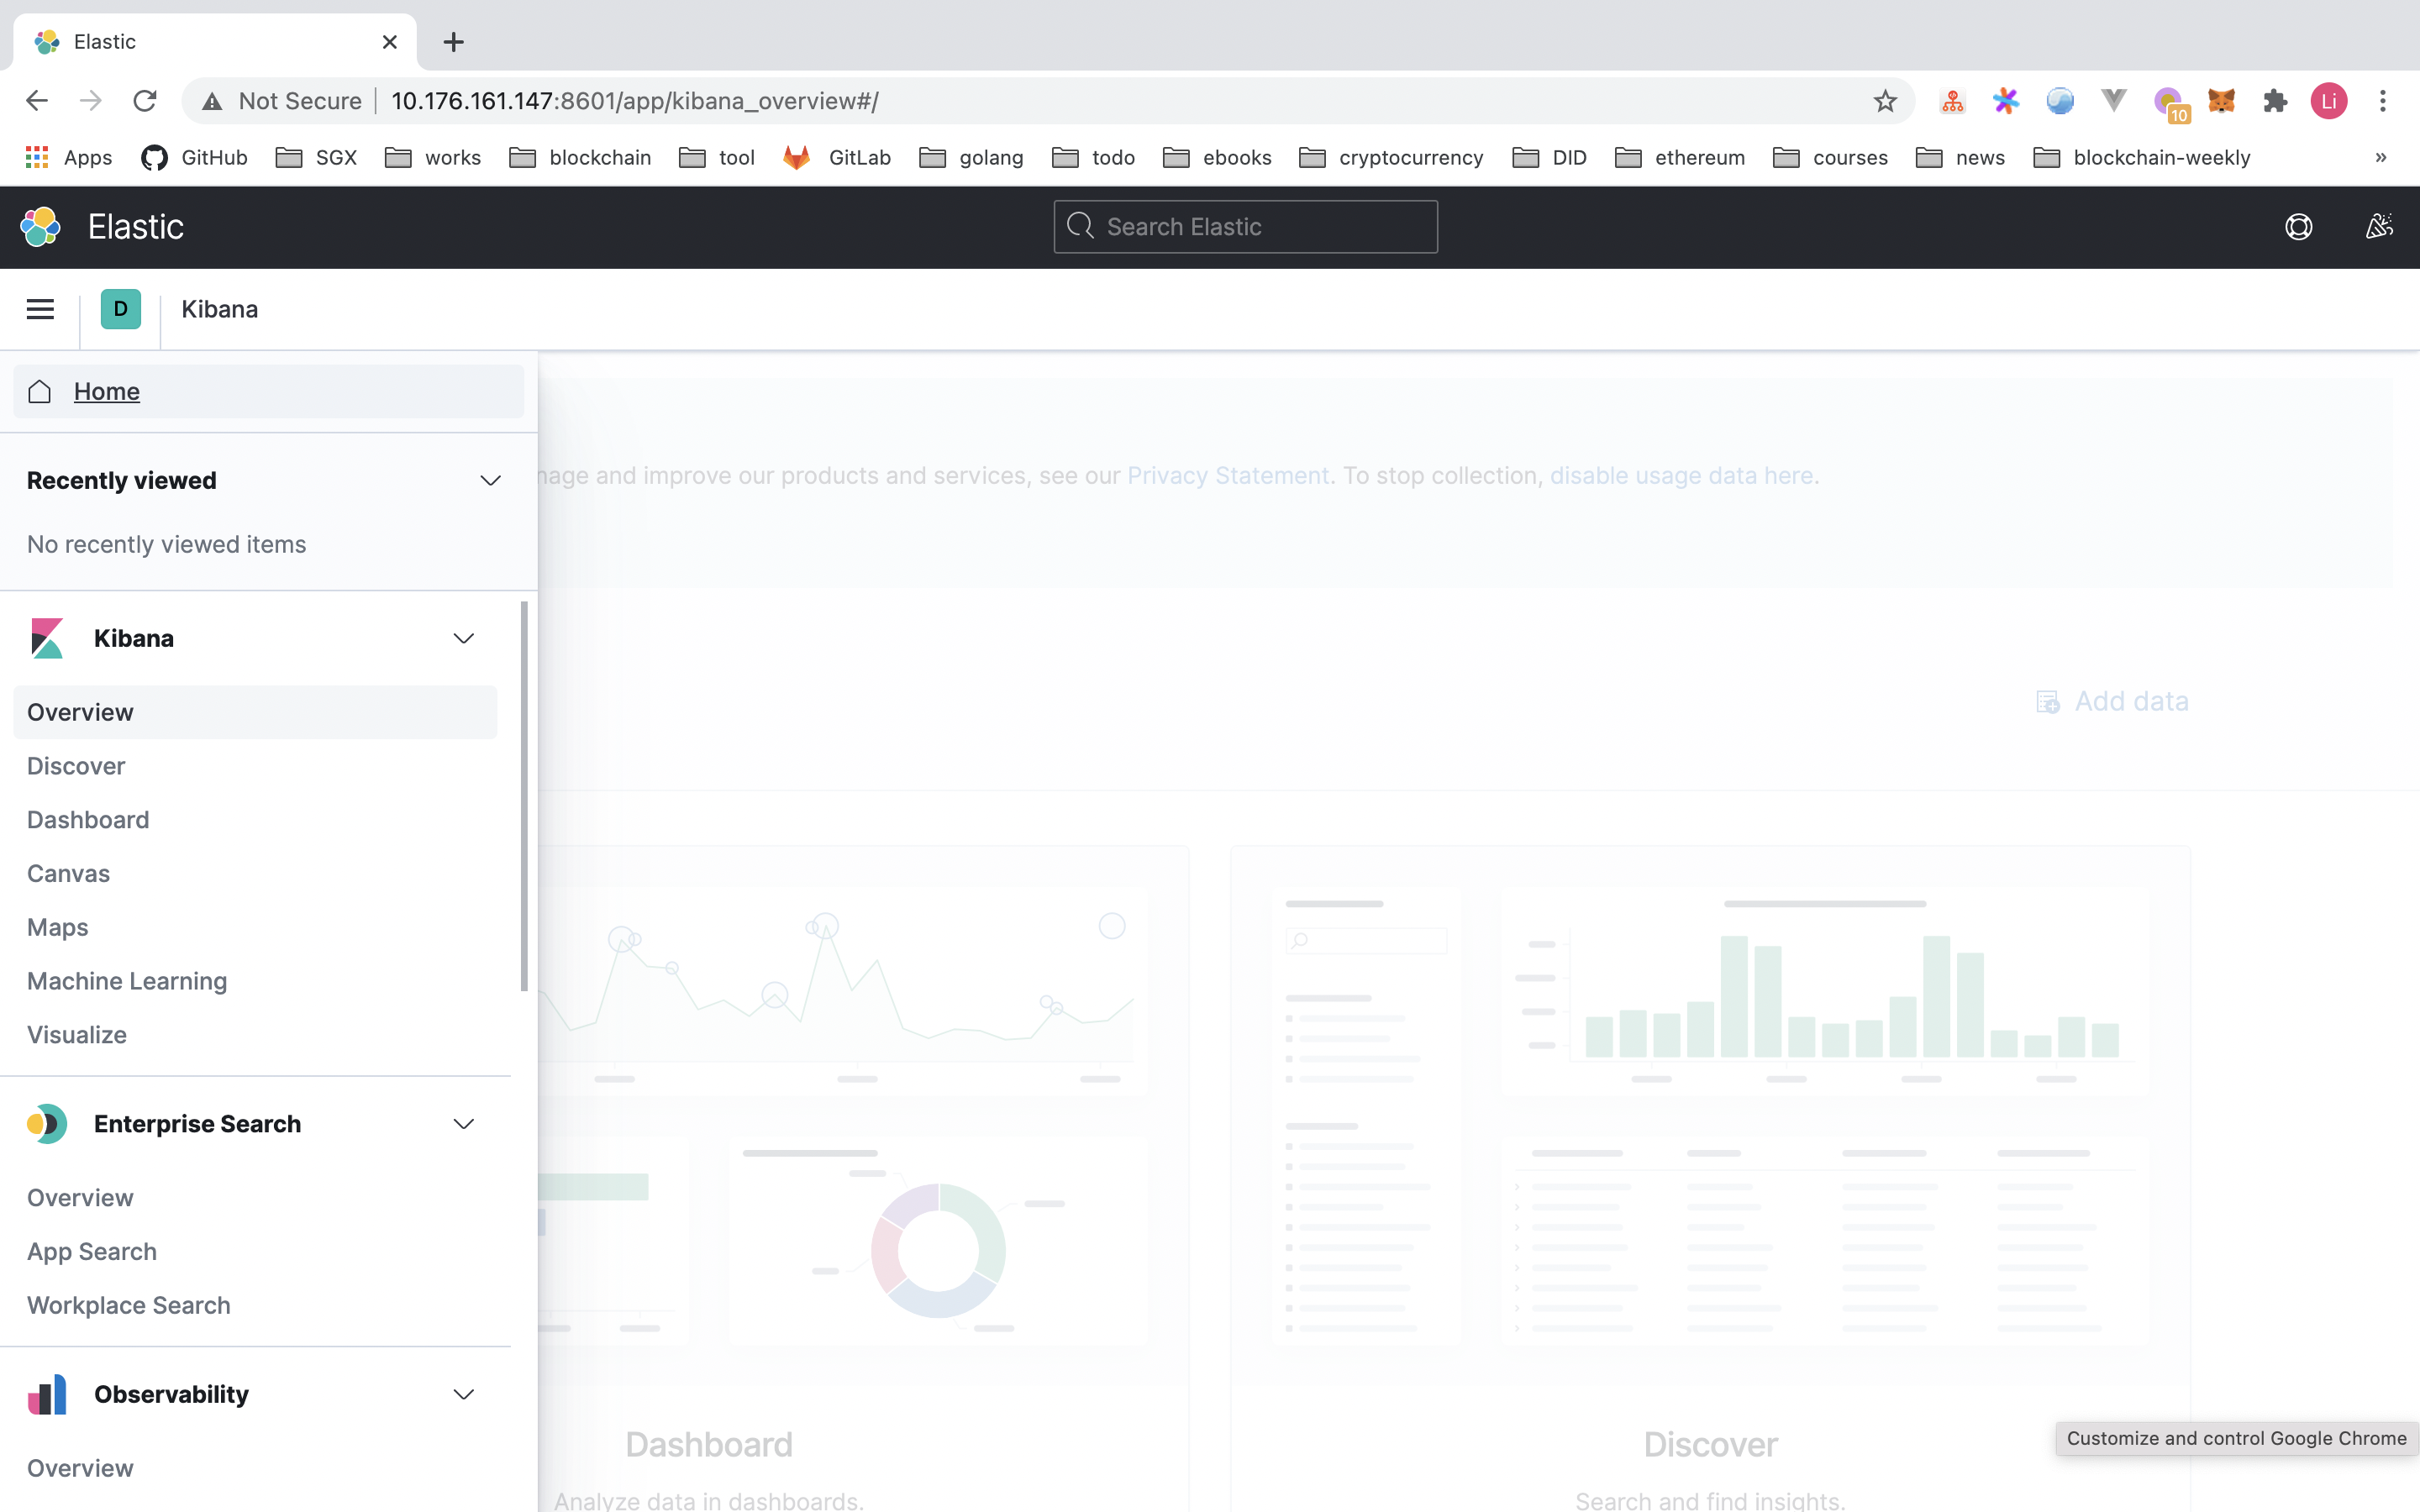 Elastic
Not Secure 10.176.161.147:8601/app/kibana_overview#/
10
Li
Apps GitHub SGX works blockchain tool GitLab golang todo ebooks cryptocurrency DID ethereum courses news blockchain-weekly »
Elastic Search Elastic
D Kibana
Home
Recently viewed
No recently viewed items
and improve our products and services, see our Privacy Statement. To stop collection, disable usage data here.
Kibana
Overview
Discover
Dashboard
Canvas
Maps
Machine Learning
Visualize
Enterprise Search
Overview
App Search
Workplace Search
Observability
Overview
Add data
Dashboard
Analyze data in dashboards.
Discover
Search and find insights.
Customize and control Google Chrome